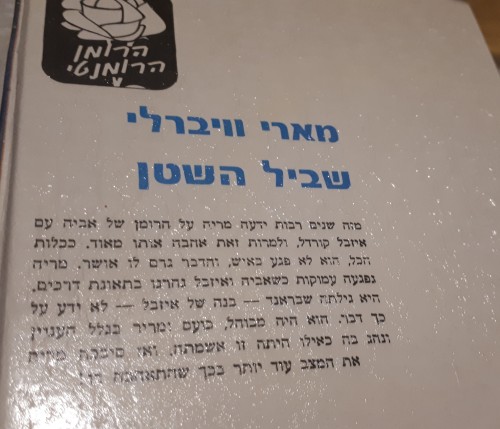 הרומן
הרומנטי
מארי וויברלי
שביל השטן
מזה שנים רבות ידעה מריה על הרומן של אביה עם
איזבל קורדל, ולמרות זאת אהבה אותו מאוד. ככלות
הכל, הוא לא פגע באיש, והדבר גרם לו אושר. מריה
נפגעה עמוקות כשאביה ואיזבל נהרגו בתאונת דרכים.
היא גילתה שבראנד — בנה של איזבל — לא ידע על
כך דבר. הוא היה מבוהל, כועס ומריר בגלל העניין
ונהג בה כאילו היתה זו אשמתה. ואז סיבכה מריה
את המצב עוד יותר בכך שהתאהבה בו!